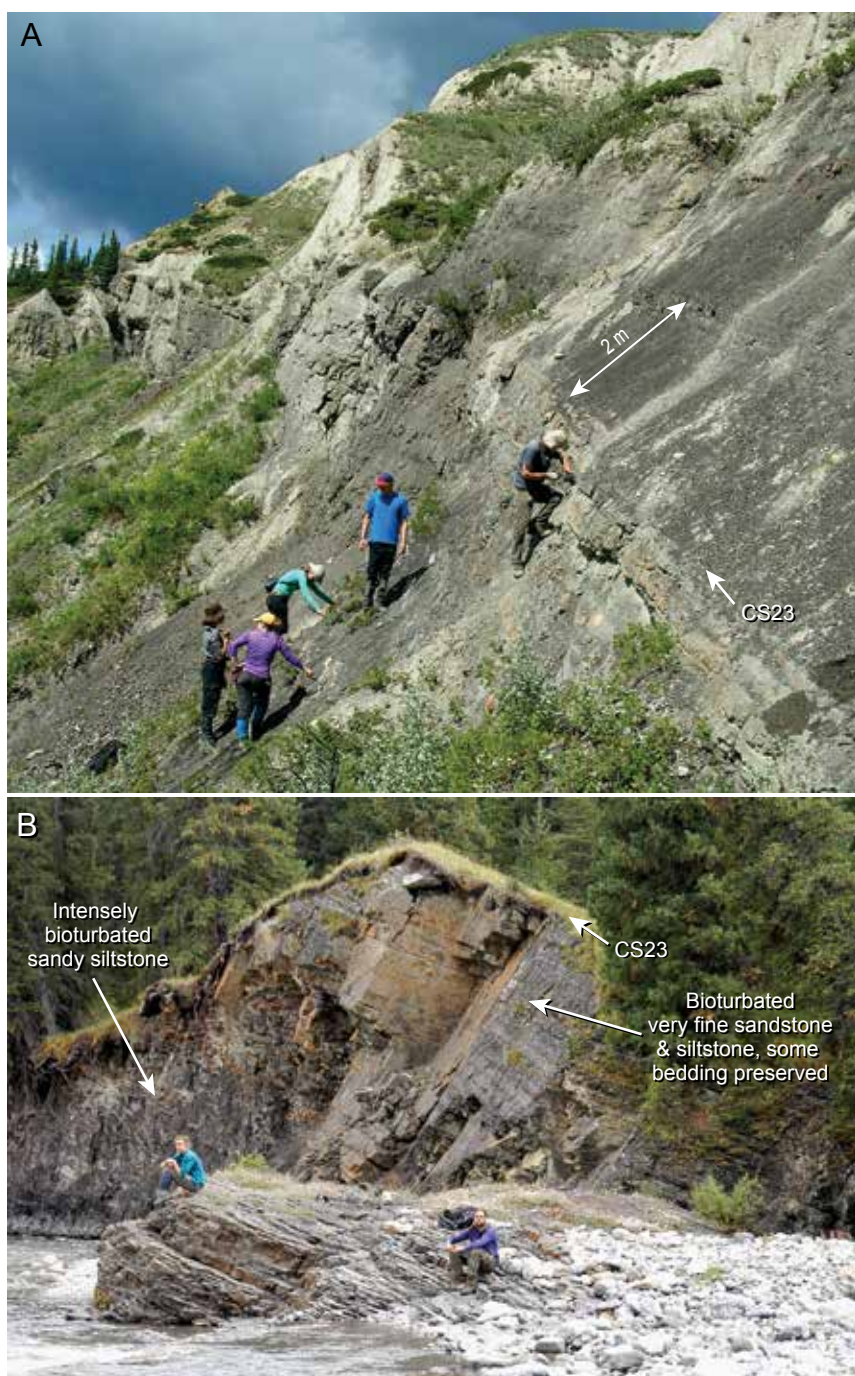 A
2 m
CS23
B
Intensely
bioturbated
sandy siltstone
CS23
Bioturbated
very fine sandstone
& siltstone, some
bedding preserved